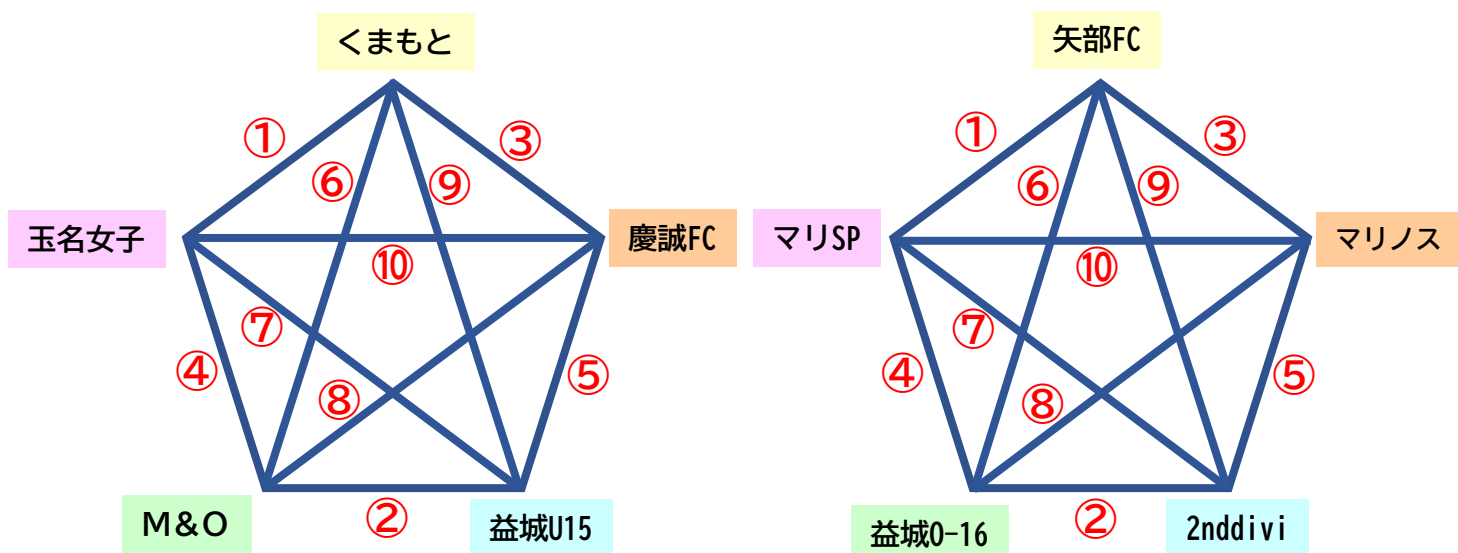 くまもと
①
③
⑥
⑨
玉名女子
慶誠FC
⑩
⑦
④
⑧
⑤
M&O
②
益城U15
矢部FC
①
③
⑥
⑨
マリSP
マリノス
⑩
⑦
④
⑧
⑤
益城O-16
②
2nddivi